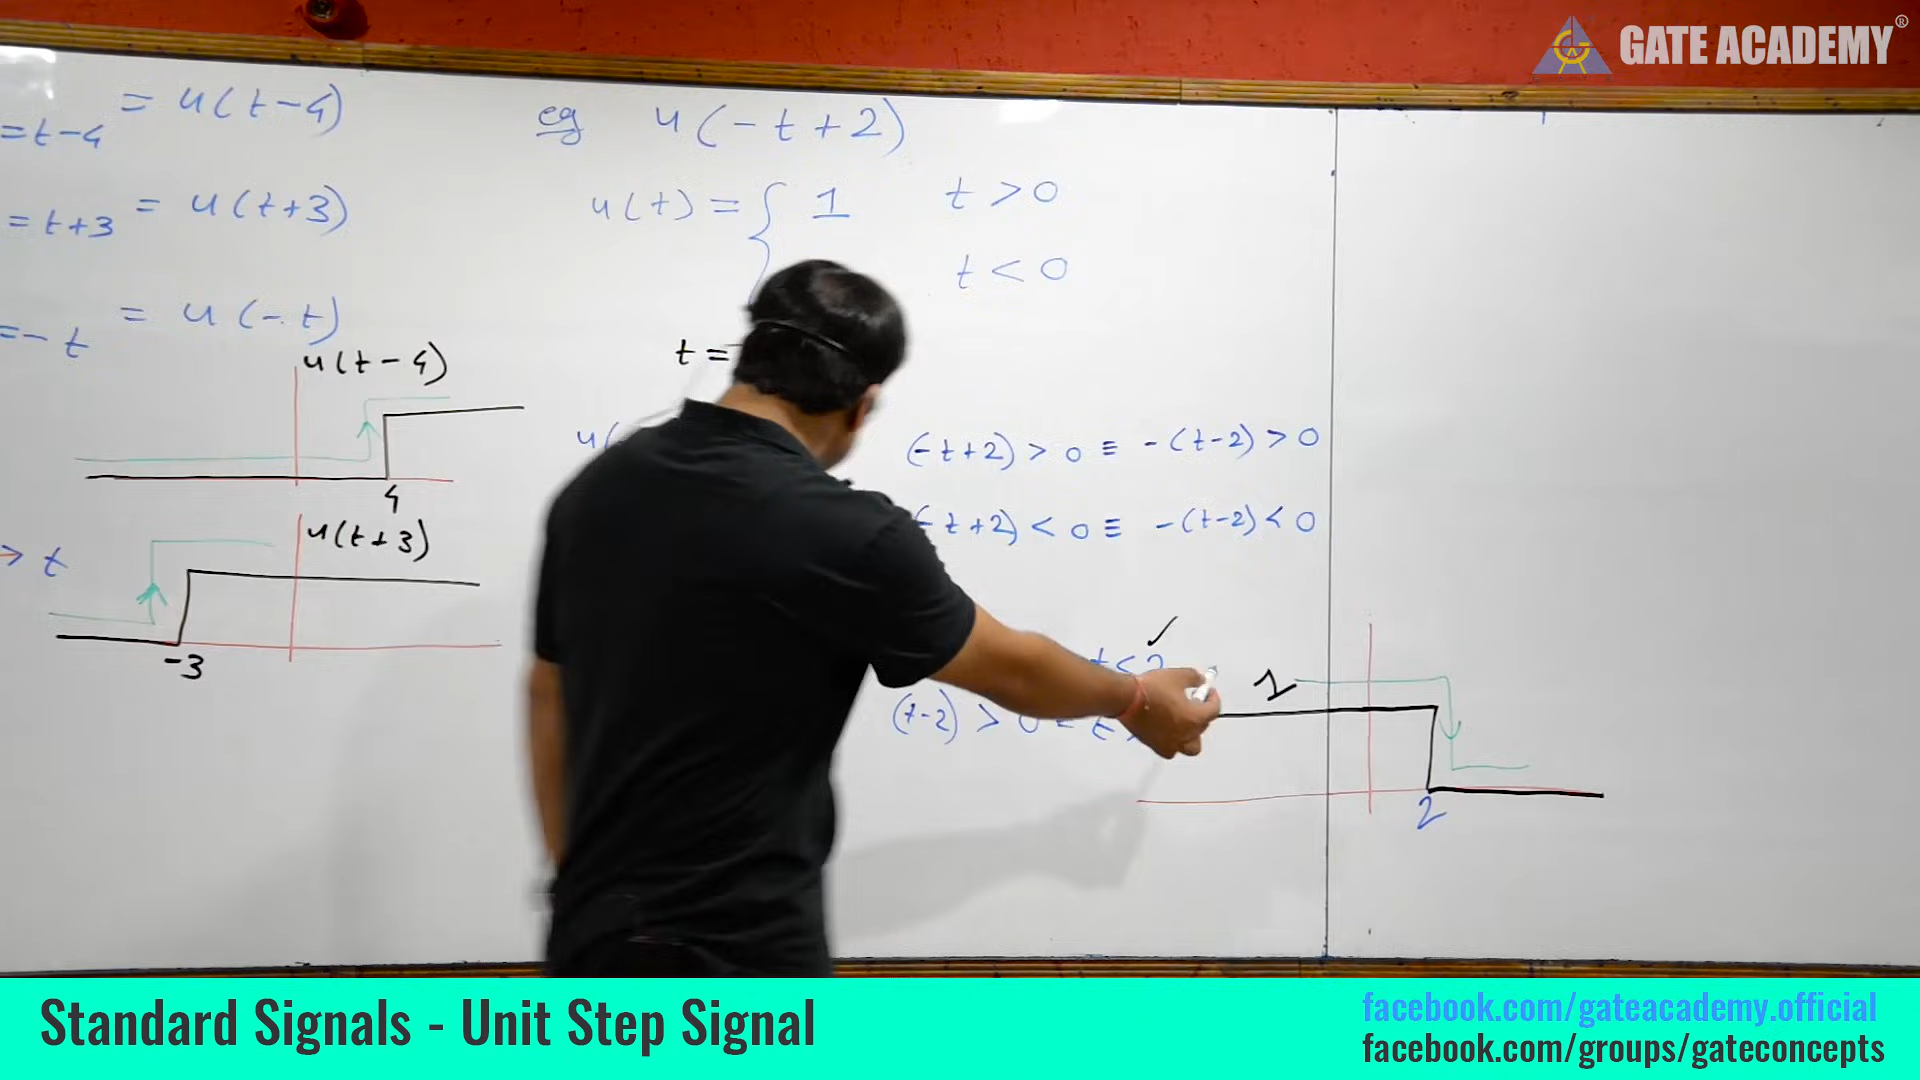 GATE ACADEMY®
= t-4 = u(t-4)
= t+3 = u(t+3)
= -t = u(-t)
u(t-4)
4
u(t+3)
→ t
-3
eg u(-t+2)
u(t) = { 1 t > 0
t < 0
t =
u(
(-t+2) > 0 ≡ -(t-2) > 0
-t+2) < 0 ≡ -(t-2) < 0
t < 2 ✓
(t-2) > 0 = t
1
2
Standard Signals - Unit Step Signal
facebook.com/gateacademy.official
facebook.com/groups/gateconcepts